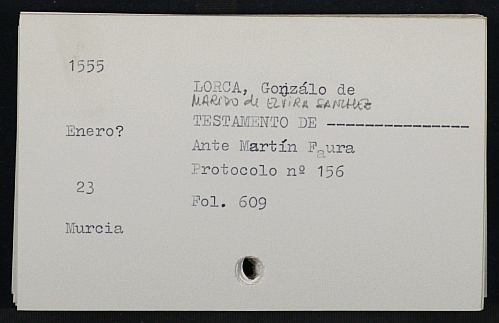 1555
LORCA, Gonzálo de
MARIDO de ELVIRA SANCHEZ
TESTAMENTO DE ----------------
Enero?
Ante Martín Faura
Protocolo nº 156
23
Fol. 609
Murcia